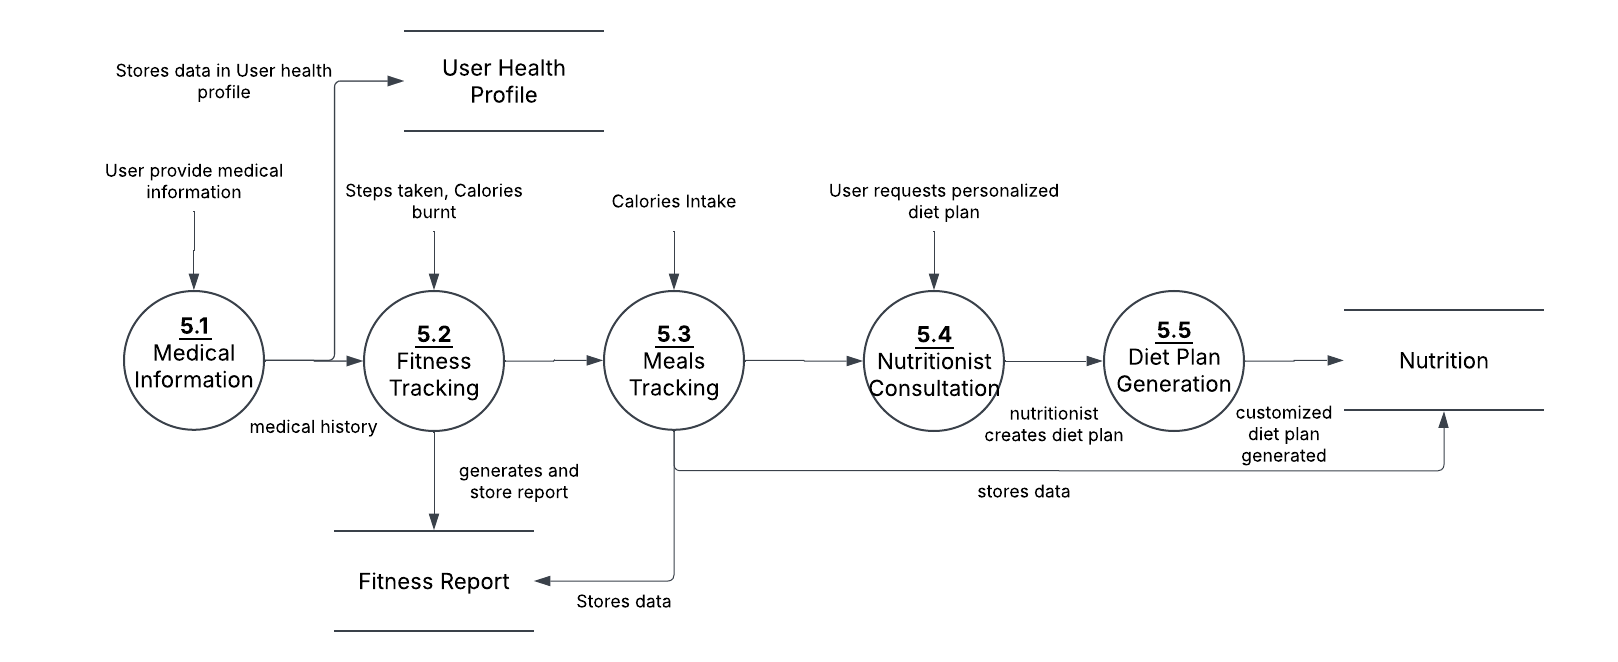 User Health
Profile
Stores data in User health
profile
User provide medical
information
Steps taken, Calories
burnt
Calories Intake
User requests personalized
diet plan
5.1
Medical
Information
5.2
Fitness
Tracking
5.3
Meals
Tracking
5.4
Nutritionist
Consultation
5.5
Diet Plan
Generation
Nutrition
medical history
nutritionist
creates diet plan
customized
diet plan
generated
generates and
store report
stores data
Fitness Report
Stores data